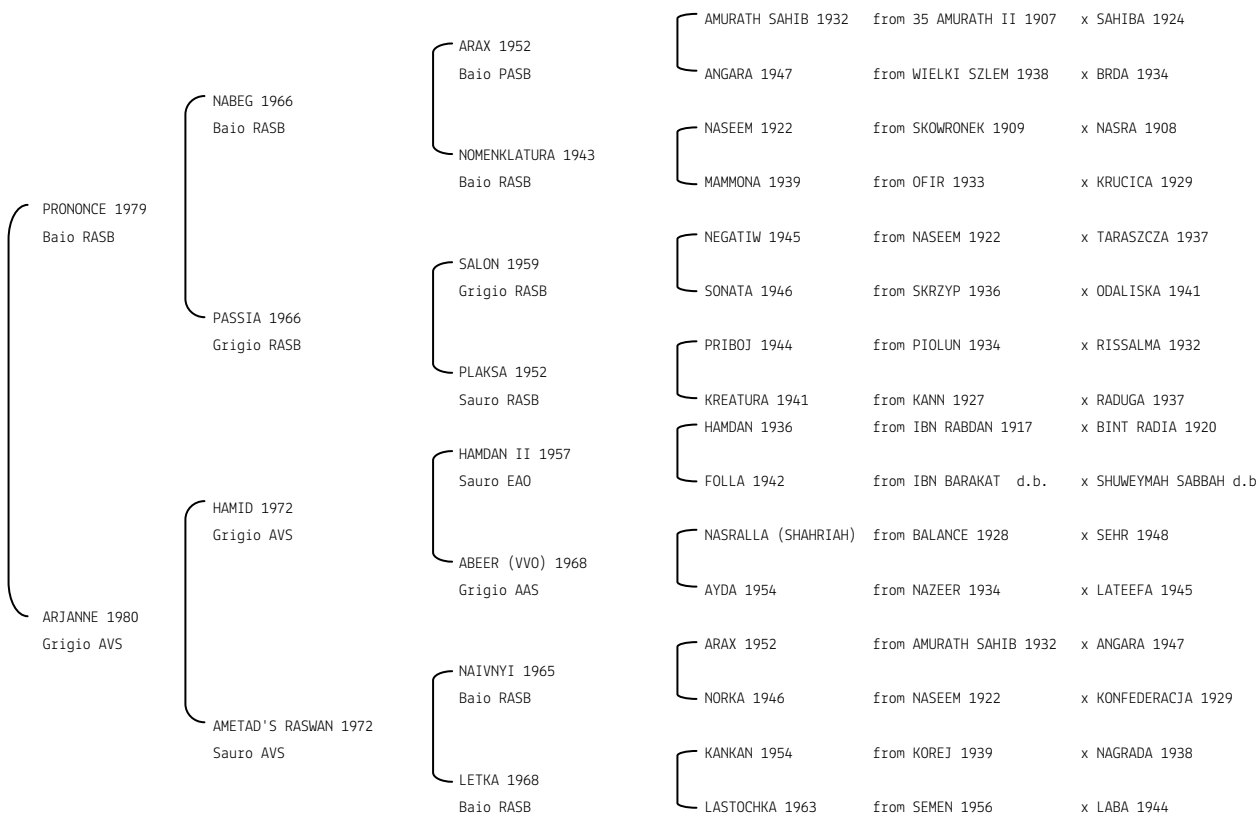 AMURATH SAHIB 1932 from 35 AMURATH II 1907 x SAHIBA 1924
ARAX 1952
Baio PASB
ANGARA 1947 from WIELKI SZLEM 1938 x BRDA 1934
NABEG 1966
Baio RASB
NASEEM 1922 from SKOWRONEK 1909 x NASRA 1908
NOMENKLATURA 1943
Baio RASB
MAMMONA 1939 from OFIR 1933 x KRUCICA 1929
PRONONCE 1979
Baio RASB
NEGATIW 1945 from NASEEM 1922 x TARASZCZA 1937
SALON 1959
Grigio RASB
SONATA 1946 from SKRZYP 1936 x ODALISKA 1941
PASSIA 1966
Grigio RASB
PRIBOJ 1944 from PIOLUN 1934 x RISSALMA 1932
PLAKSA 1952
Sauro RASB
KREATURA 1941 from KANN 1927 x RADUGA 1937
HAMDAN 1936 from IBN RABDAN 1917 x BINT RADIA 1920
HAMDAN II 1957
Sauro EAO
FOLLA 1942 from IBN BARAKAT d.b. x SHUWEYMAH SABBAH d.b
HAMID 1972
Grigio AVS
NASRALLA (SHAHRIAH) from BALANCE 1928 x SEHR 1948
ABEER (VVO) 1968
Grigio AAS
AYDA 1954 from NAZEER 1934 x LATEEFA 1945
ARJANNE 1980
Grigio AVS
ARAX 1952 from AMURATH SAHIB 1932 x ANGARA 1947
NAIVNYI 1965
Baio RASB
NORKA 1946 from NASEEM 1922 x KONFEDERACJA 1929
AMETAD'S RASWAN 1972
Sauro AVS
KANKAN 1954 from KOREJ 1939 x NAGRADA 1938
LETKA 1968
Baio RASB
LASTOCHKA 1963 from SEMEN 1956 x LABA 1944